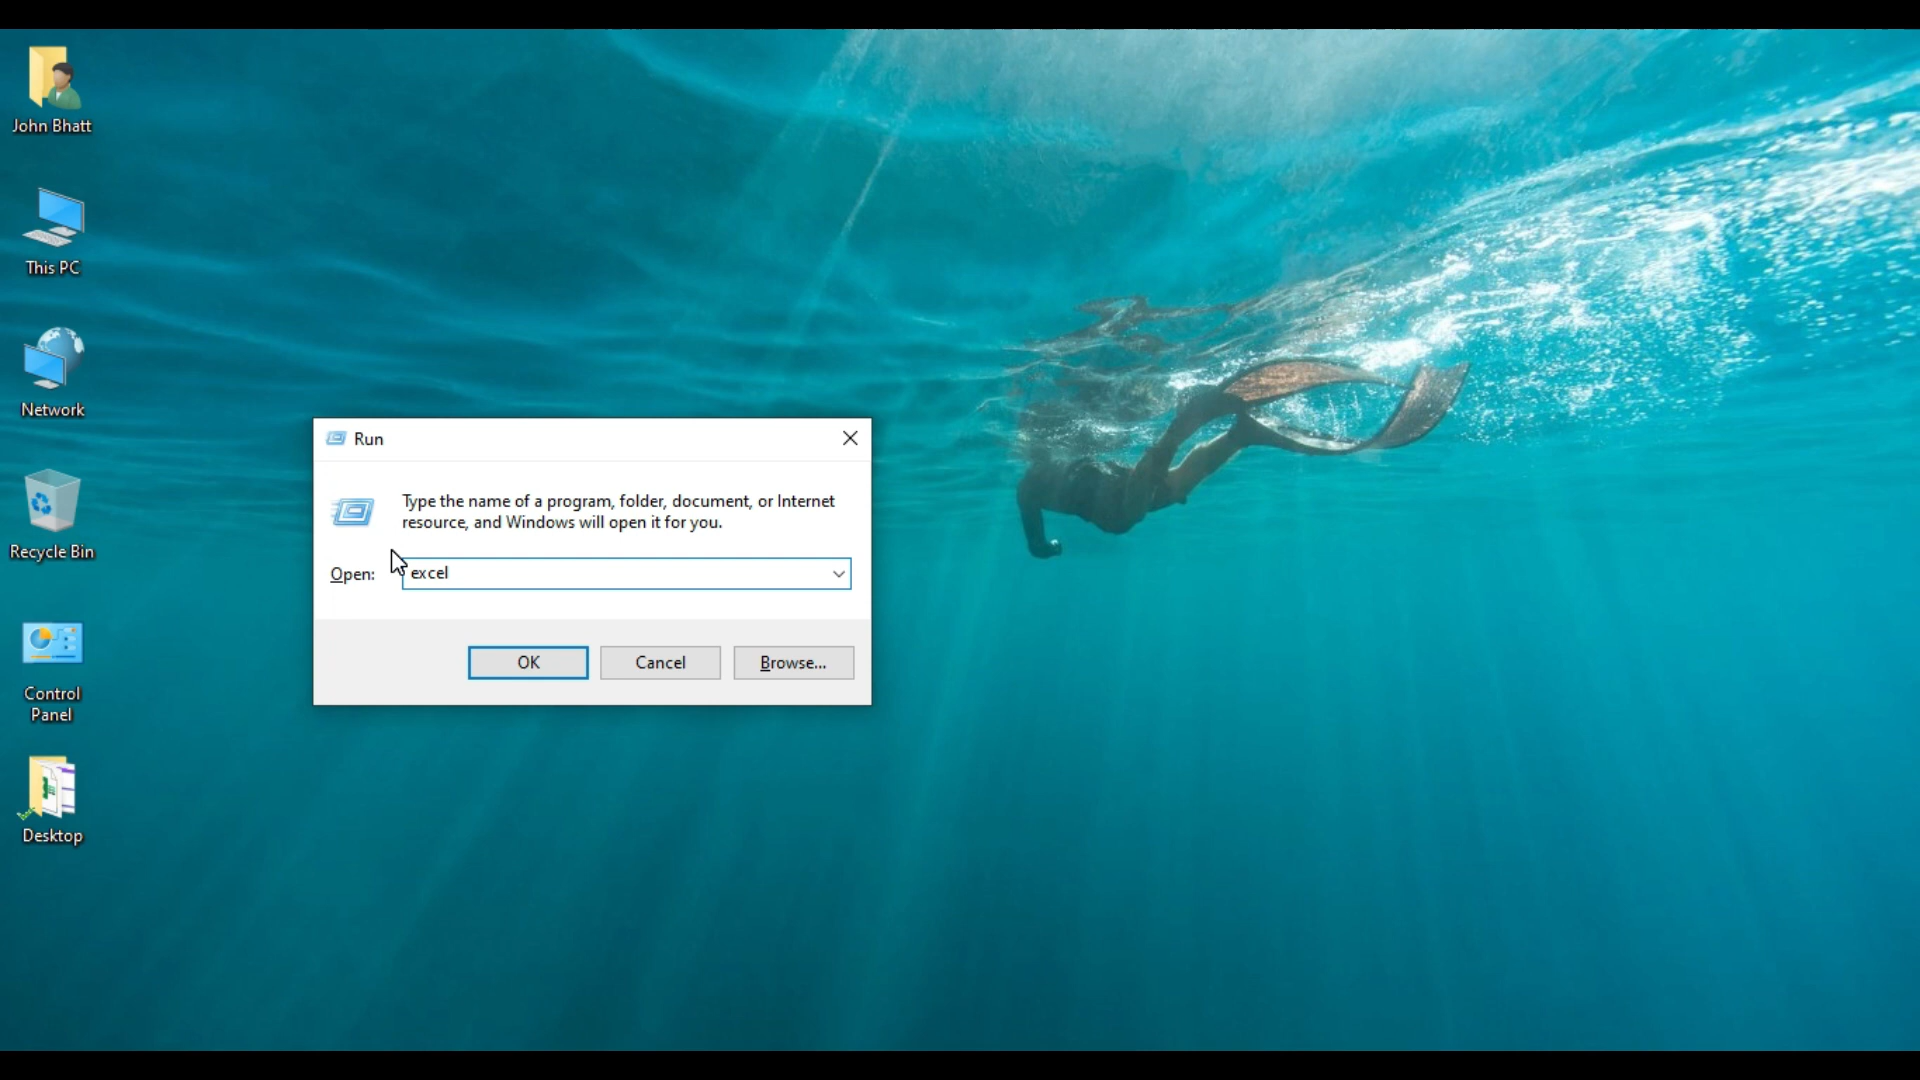 John Bhatt
This PC
Network
Recycle Bin
Control
Panel
Desktop
Run
Type the name of a program, folder, document, or Internet
resource, and Windows will open it for you.
Open: excel
OK Cancel Browse...